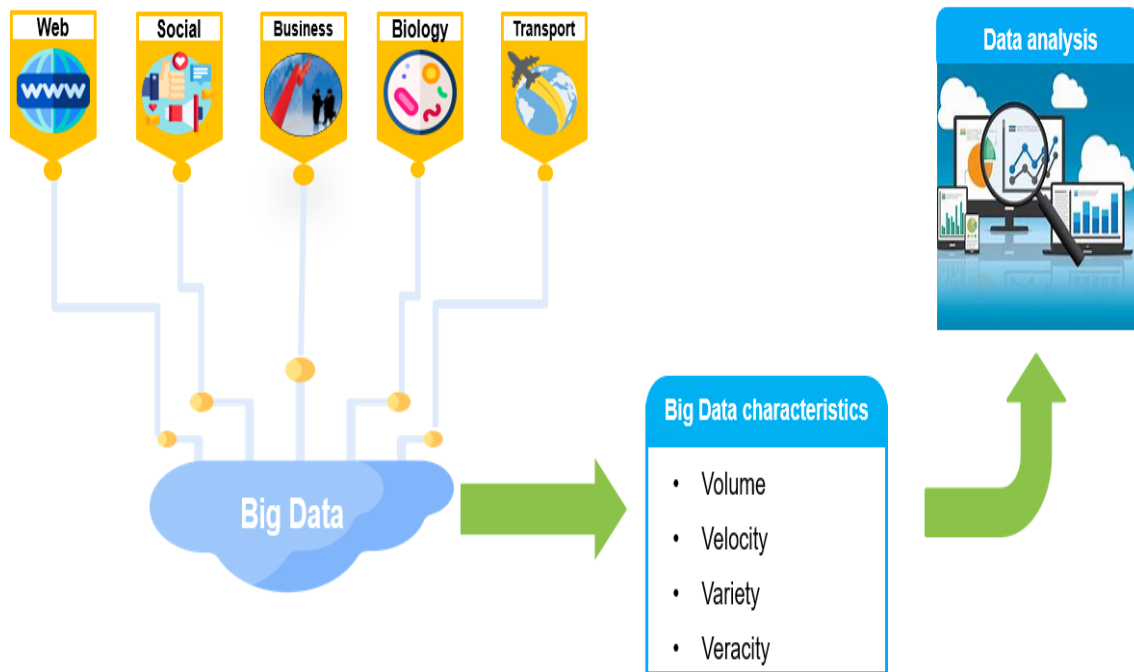 Web
Social
Business
Biology
Transport
WWW
Data analysis
Big Data
Big Data characteristics
• Volume
• Velocity
• Variety
• Veracity